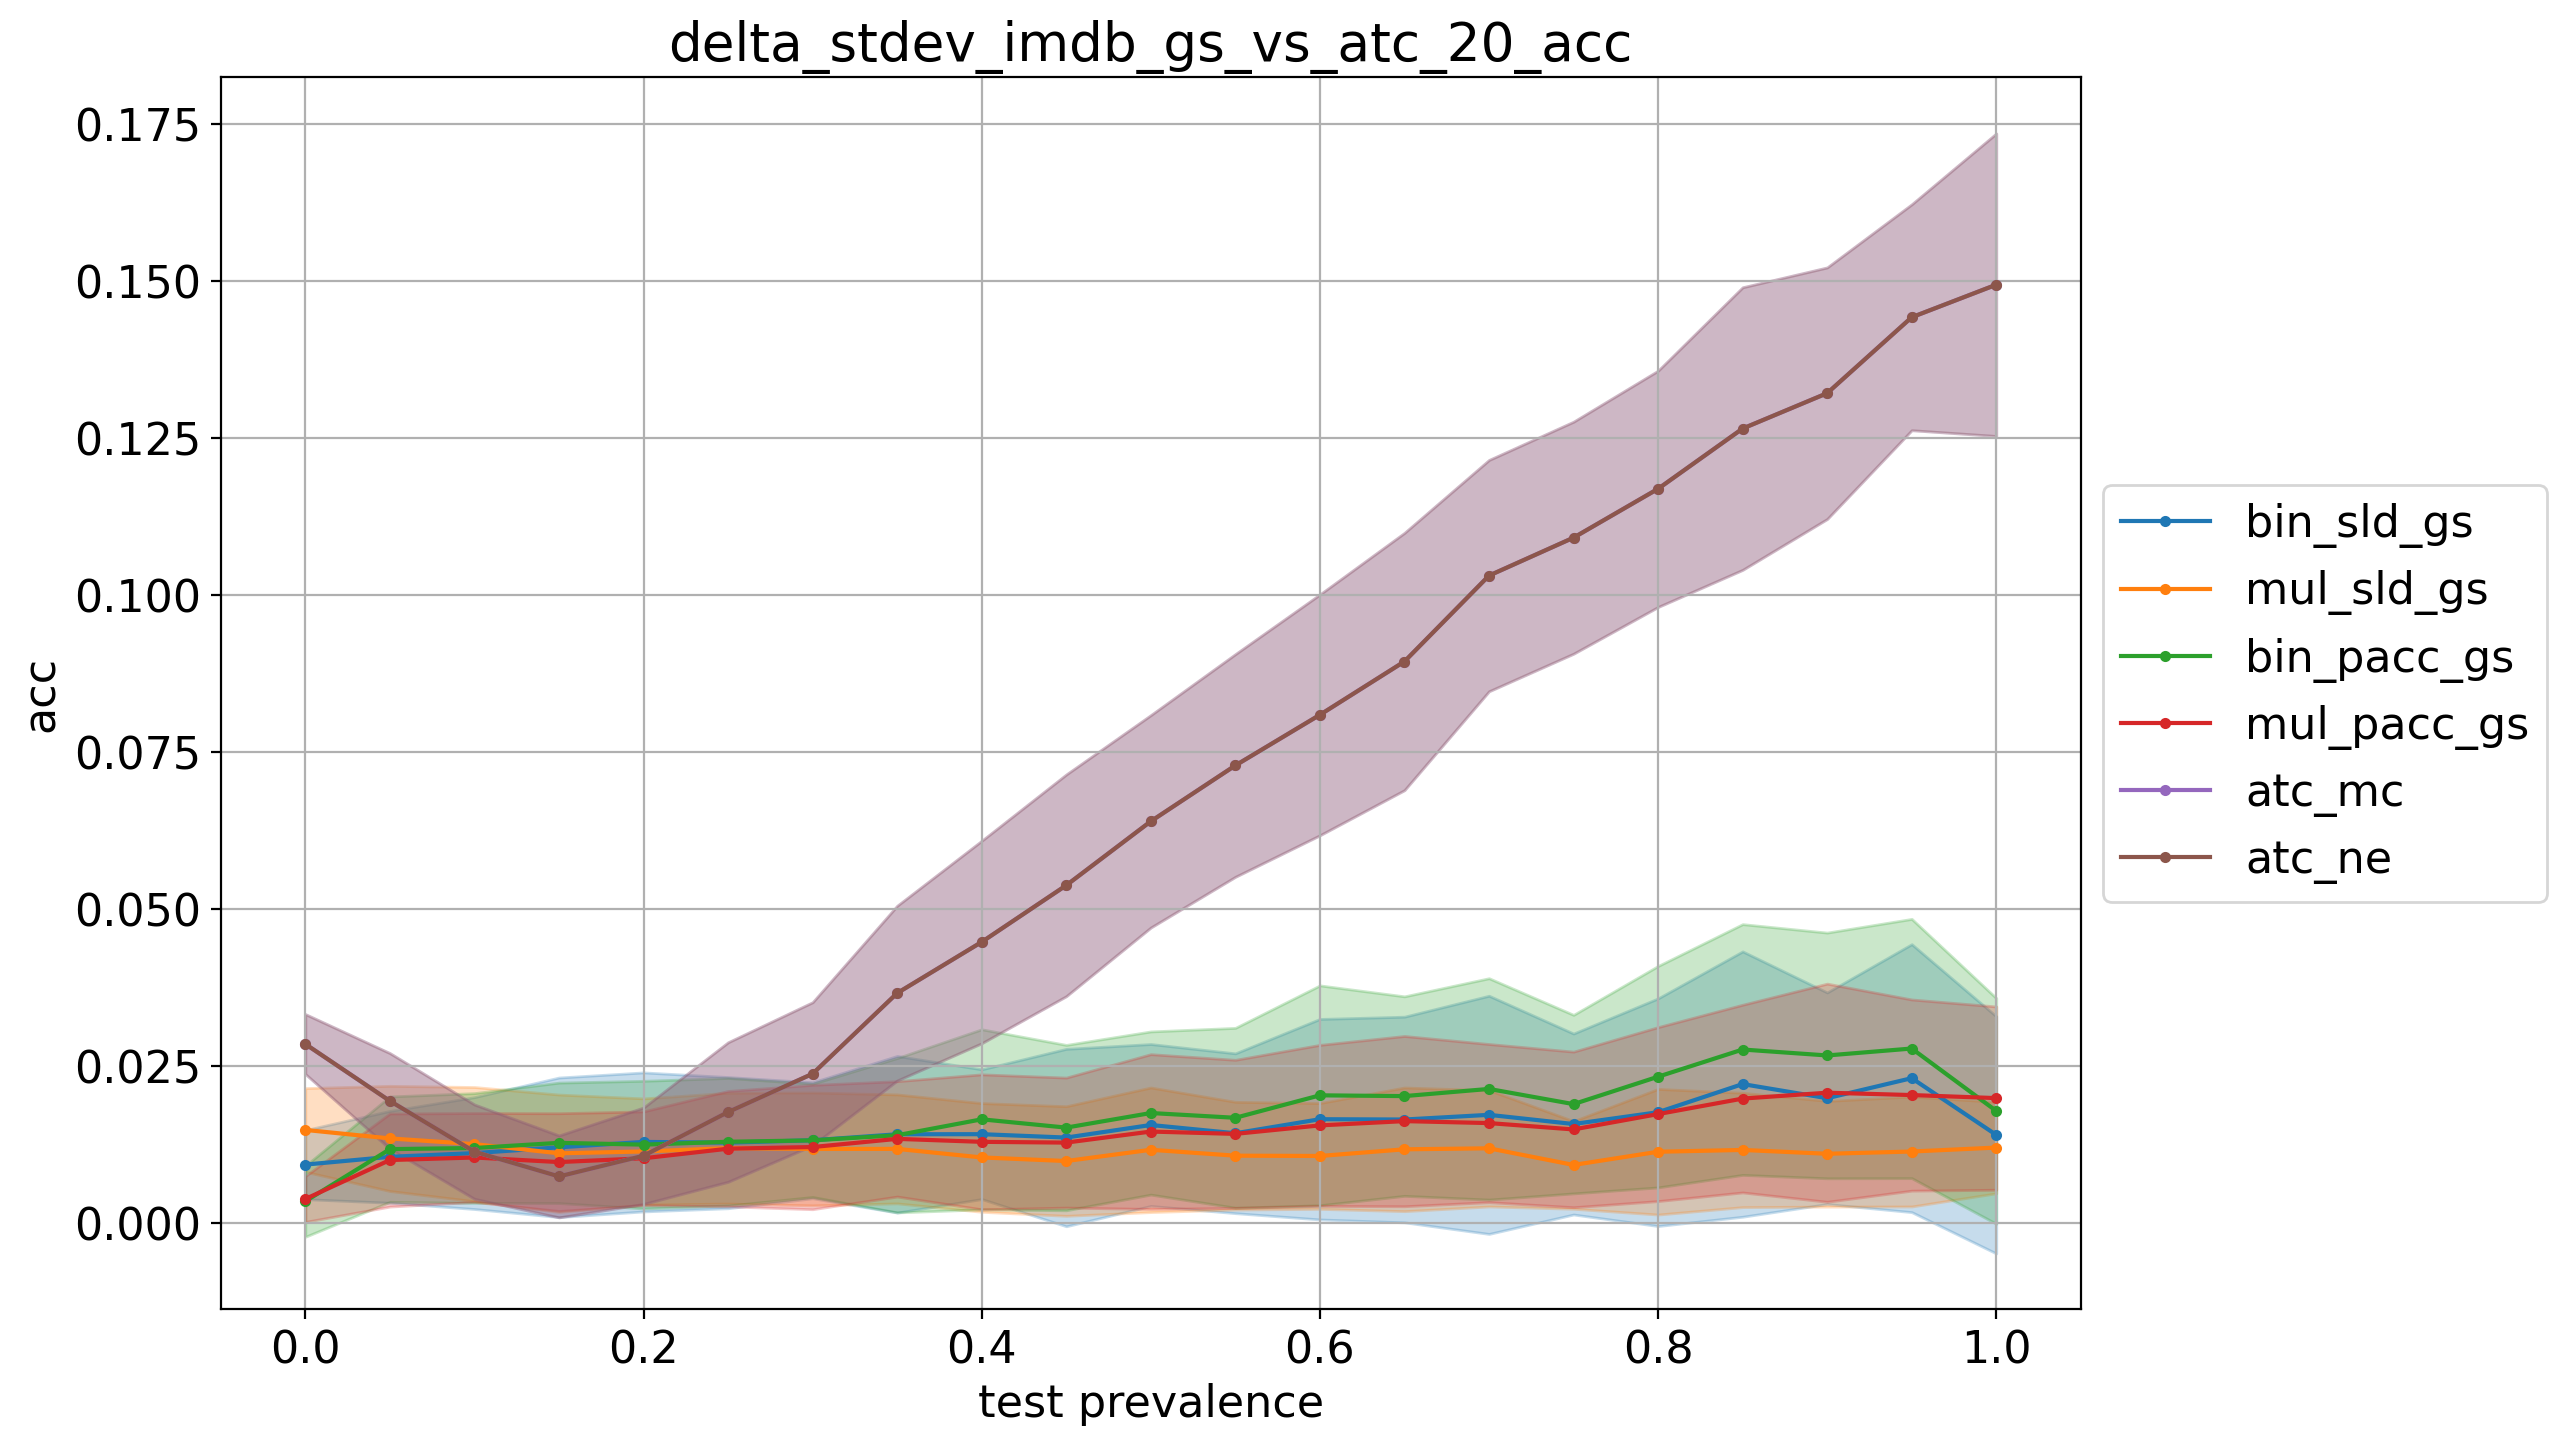 delta_stdev_imdb_gs_vs_atc_20_acc
0.175
0.150
0.125
0.100
0.075
0.050
0.025
0.000
acc
0.0 0.2 0.4 0.6 0.8 1.0
test prevalence
bin_sld_gs
mul_sld_gs
bin_pacc_gs
mul_pacc_gs
atc_mc
atc_ne